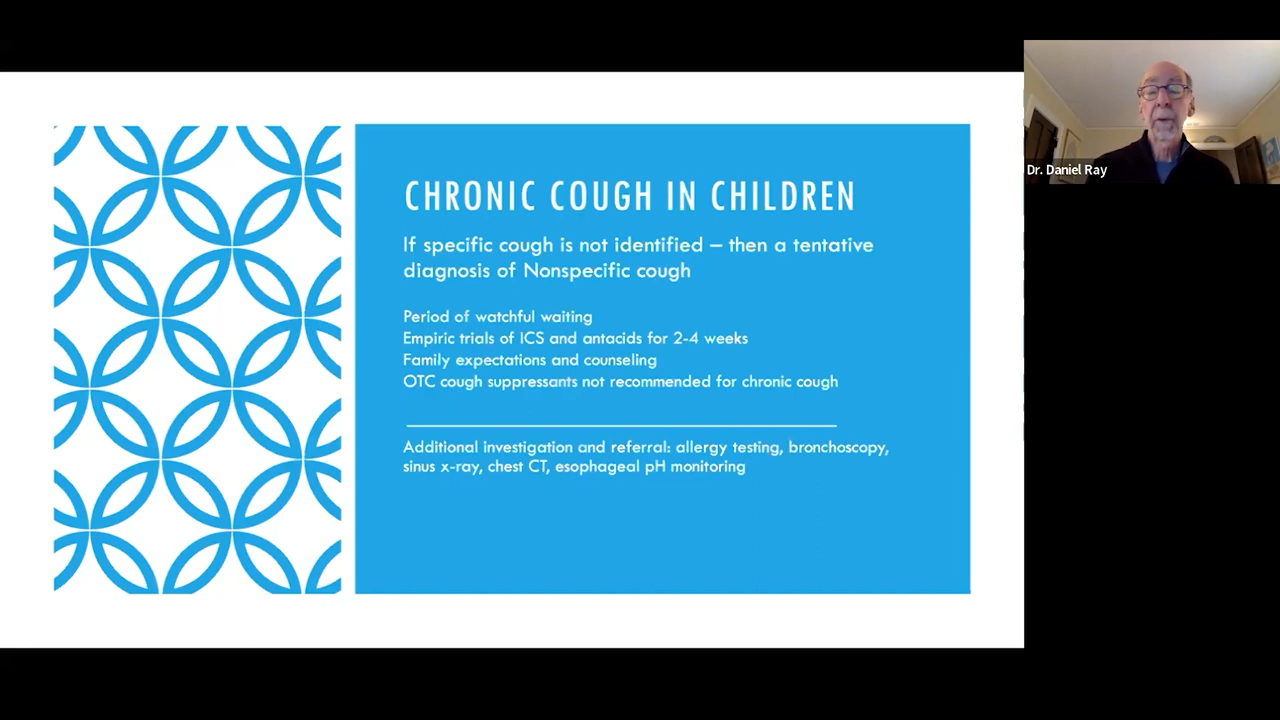 CHRONIC COUGH IN CHILDREN
If specific cough is not identified – then a tentative
diagnosis of Nonspecific cough
Period of watchful waiting
Empiric trials of ICS and antacids for 2-4 weeks
Family expectations and counseling
OTC cough suppressants not recommended for chronic cough
Additional investigation and referral: allergy testing, bronchoscopy,
sinus x-ray, chest CT, esophageal pH monitoring
Dr. Daniel Ray